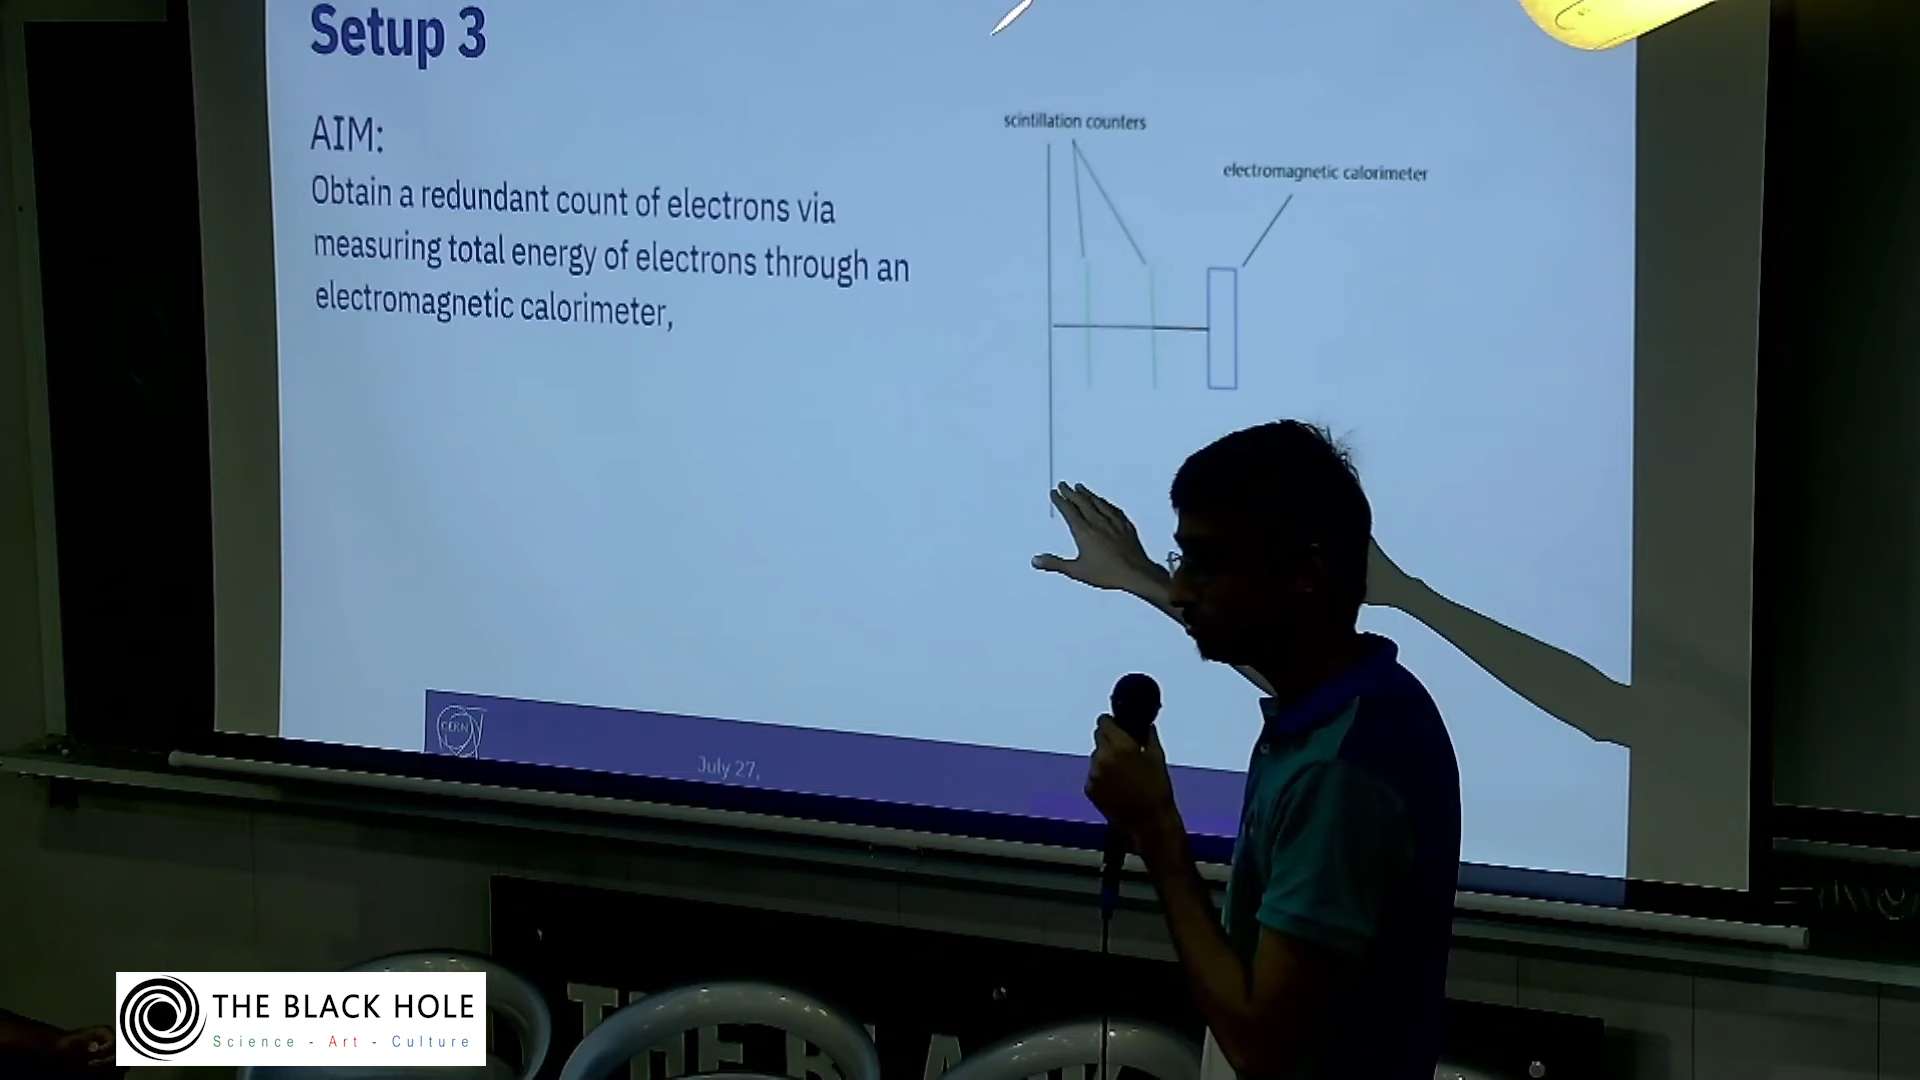 Setup 3
AIM:
Obtain a redundant count of electrons via
measuring total energy of electrons through an
electromagnetic calorimeter,
scintillation counters
electromagnetic calorimeter
CERN
July 27,
THE BLACK HOLE
Science - Art - Culture